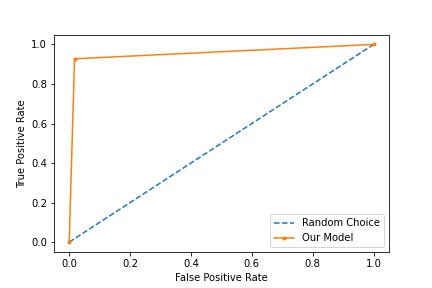 1.0
0.8
0.6
0.4
0.2
0.0
True Positive Rate
0.0 0.2 0.4 0.6 0.8 1.0
False Positive Rate
Random Choice
Our Model